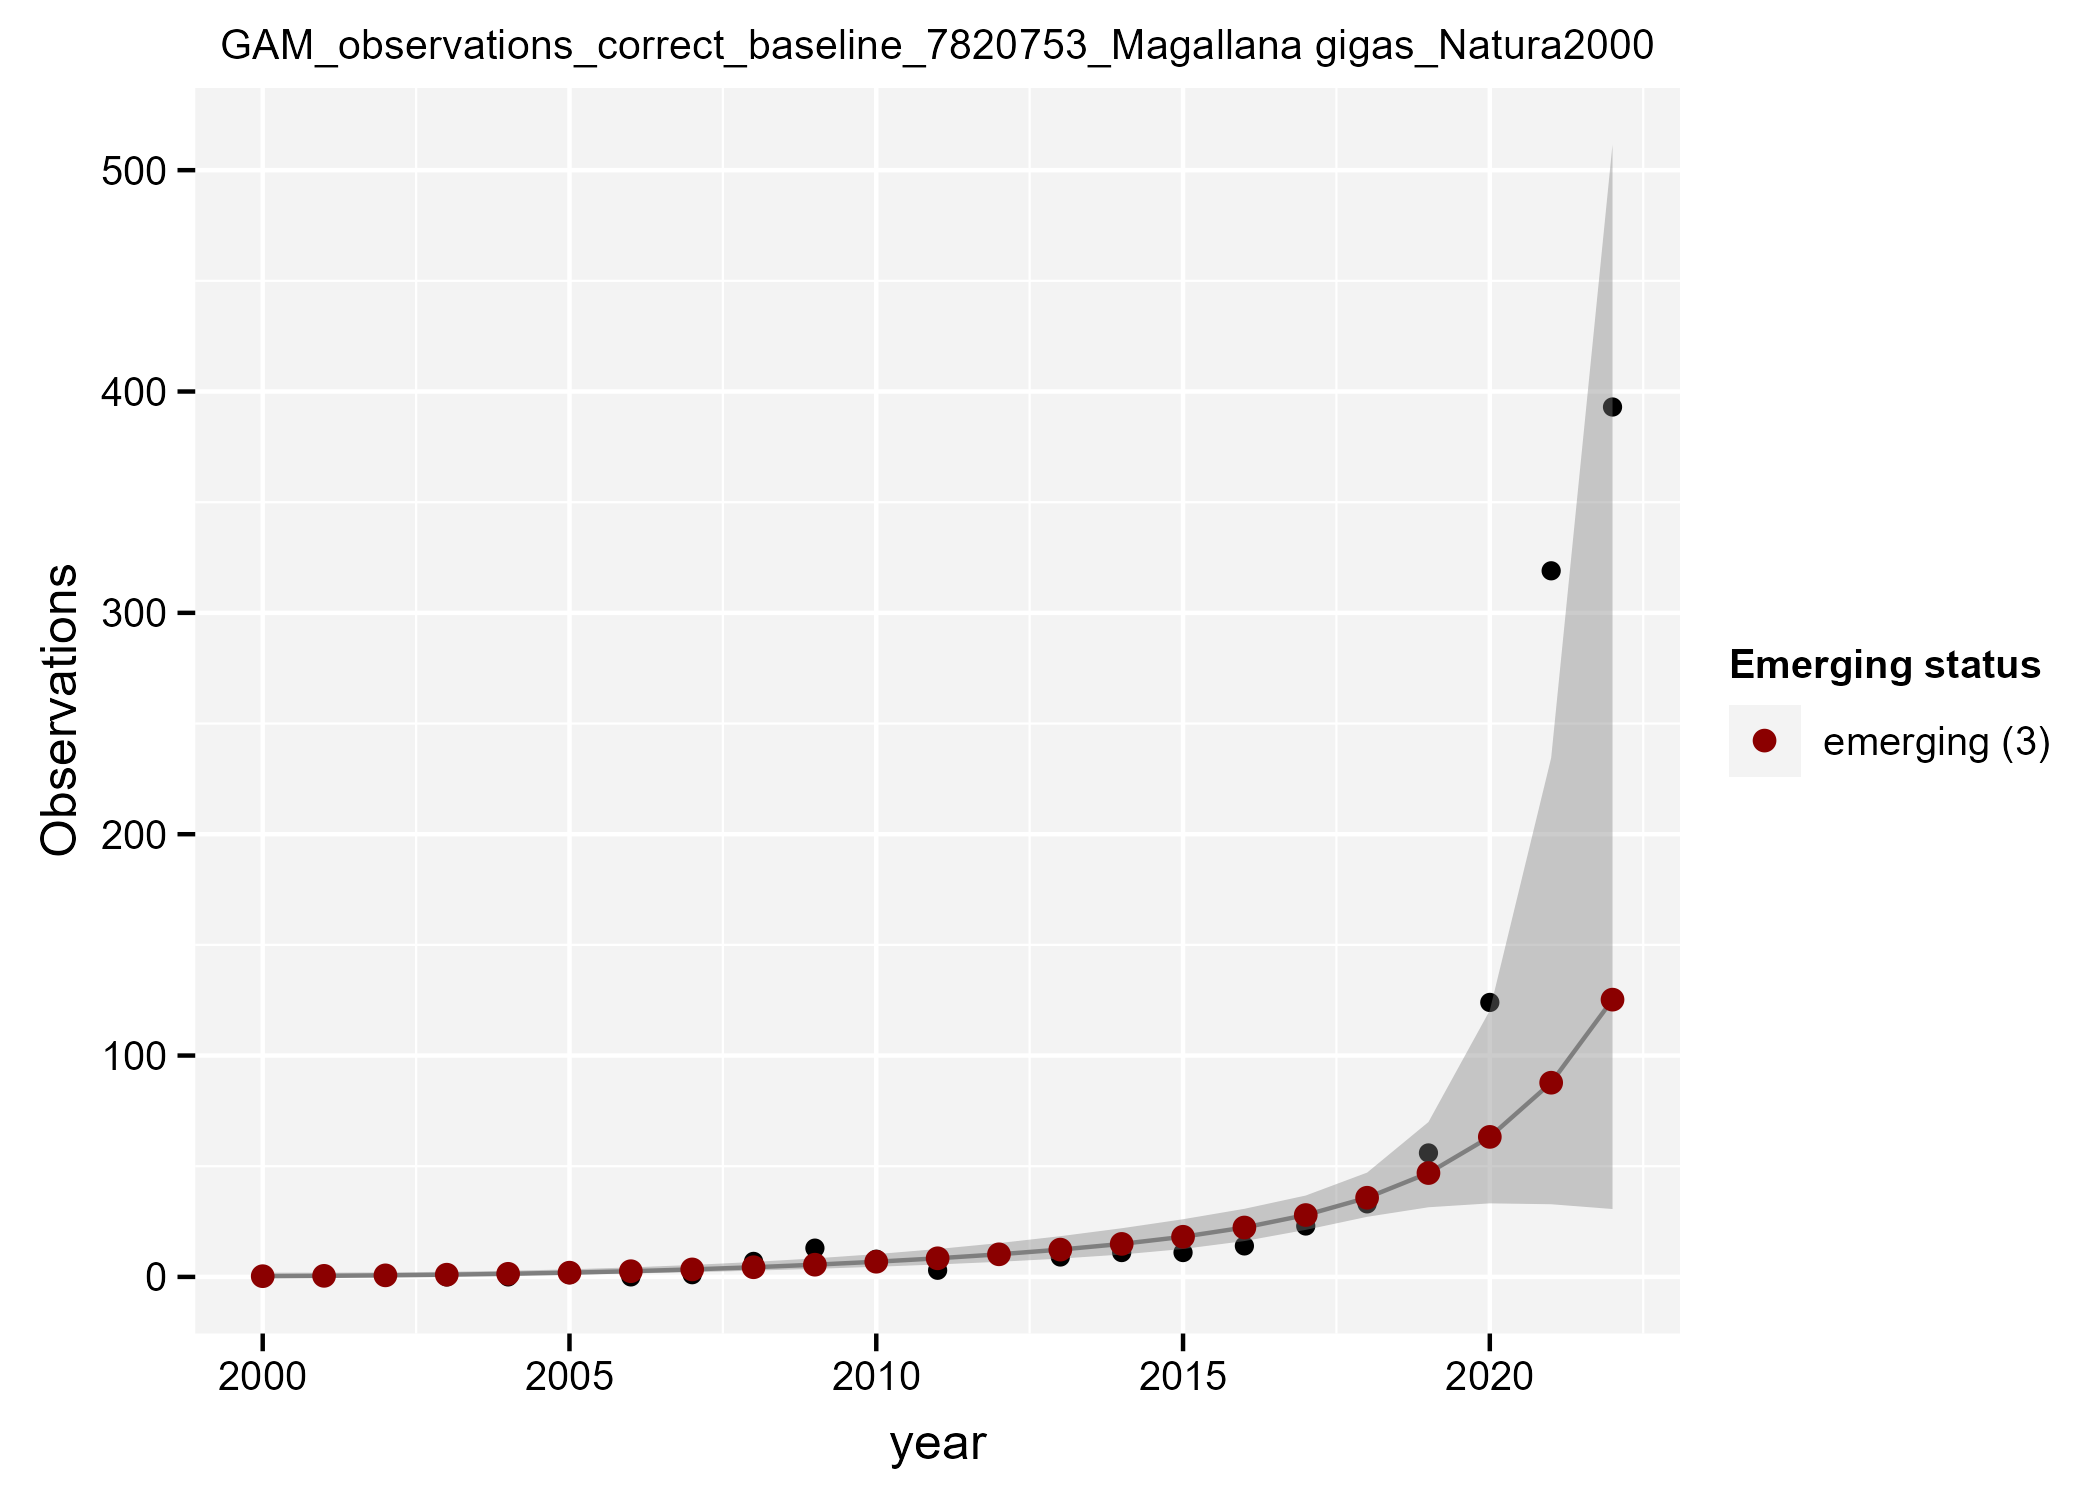 GAM_observations_correct_baseline_7820753_Magallana gigas_Natura2000
500
400
300
200
100
0
Observations
2000 2005 2010 2015 2020
year
Emerging status
emerging (3)